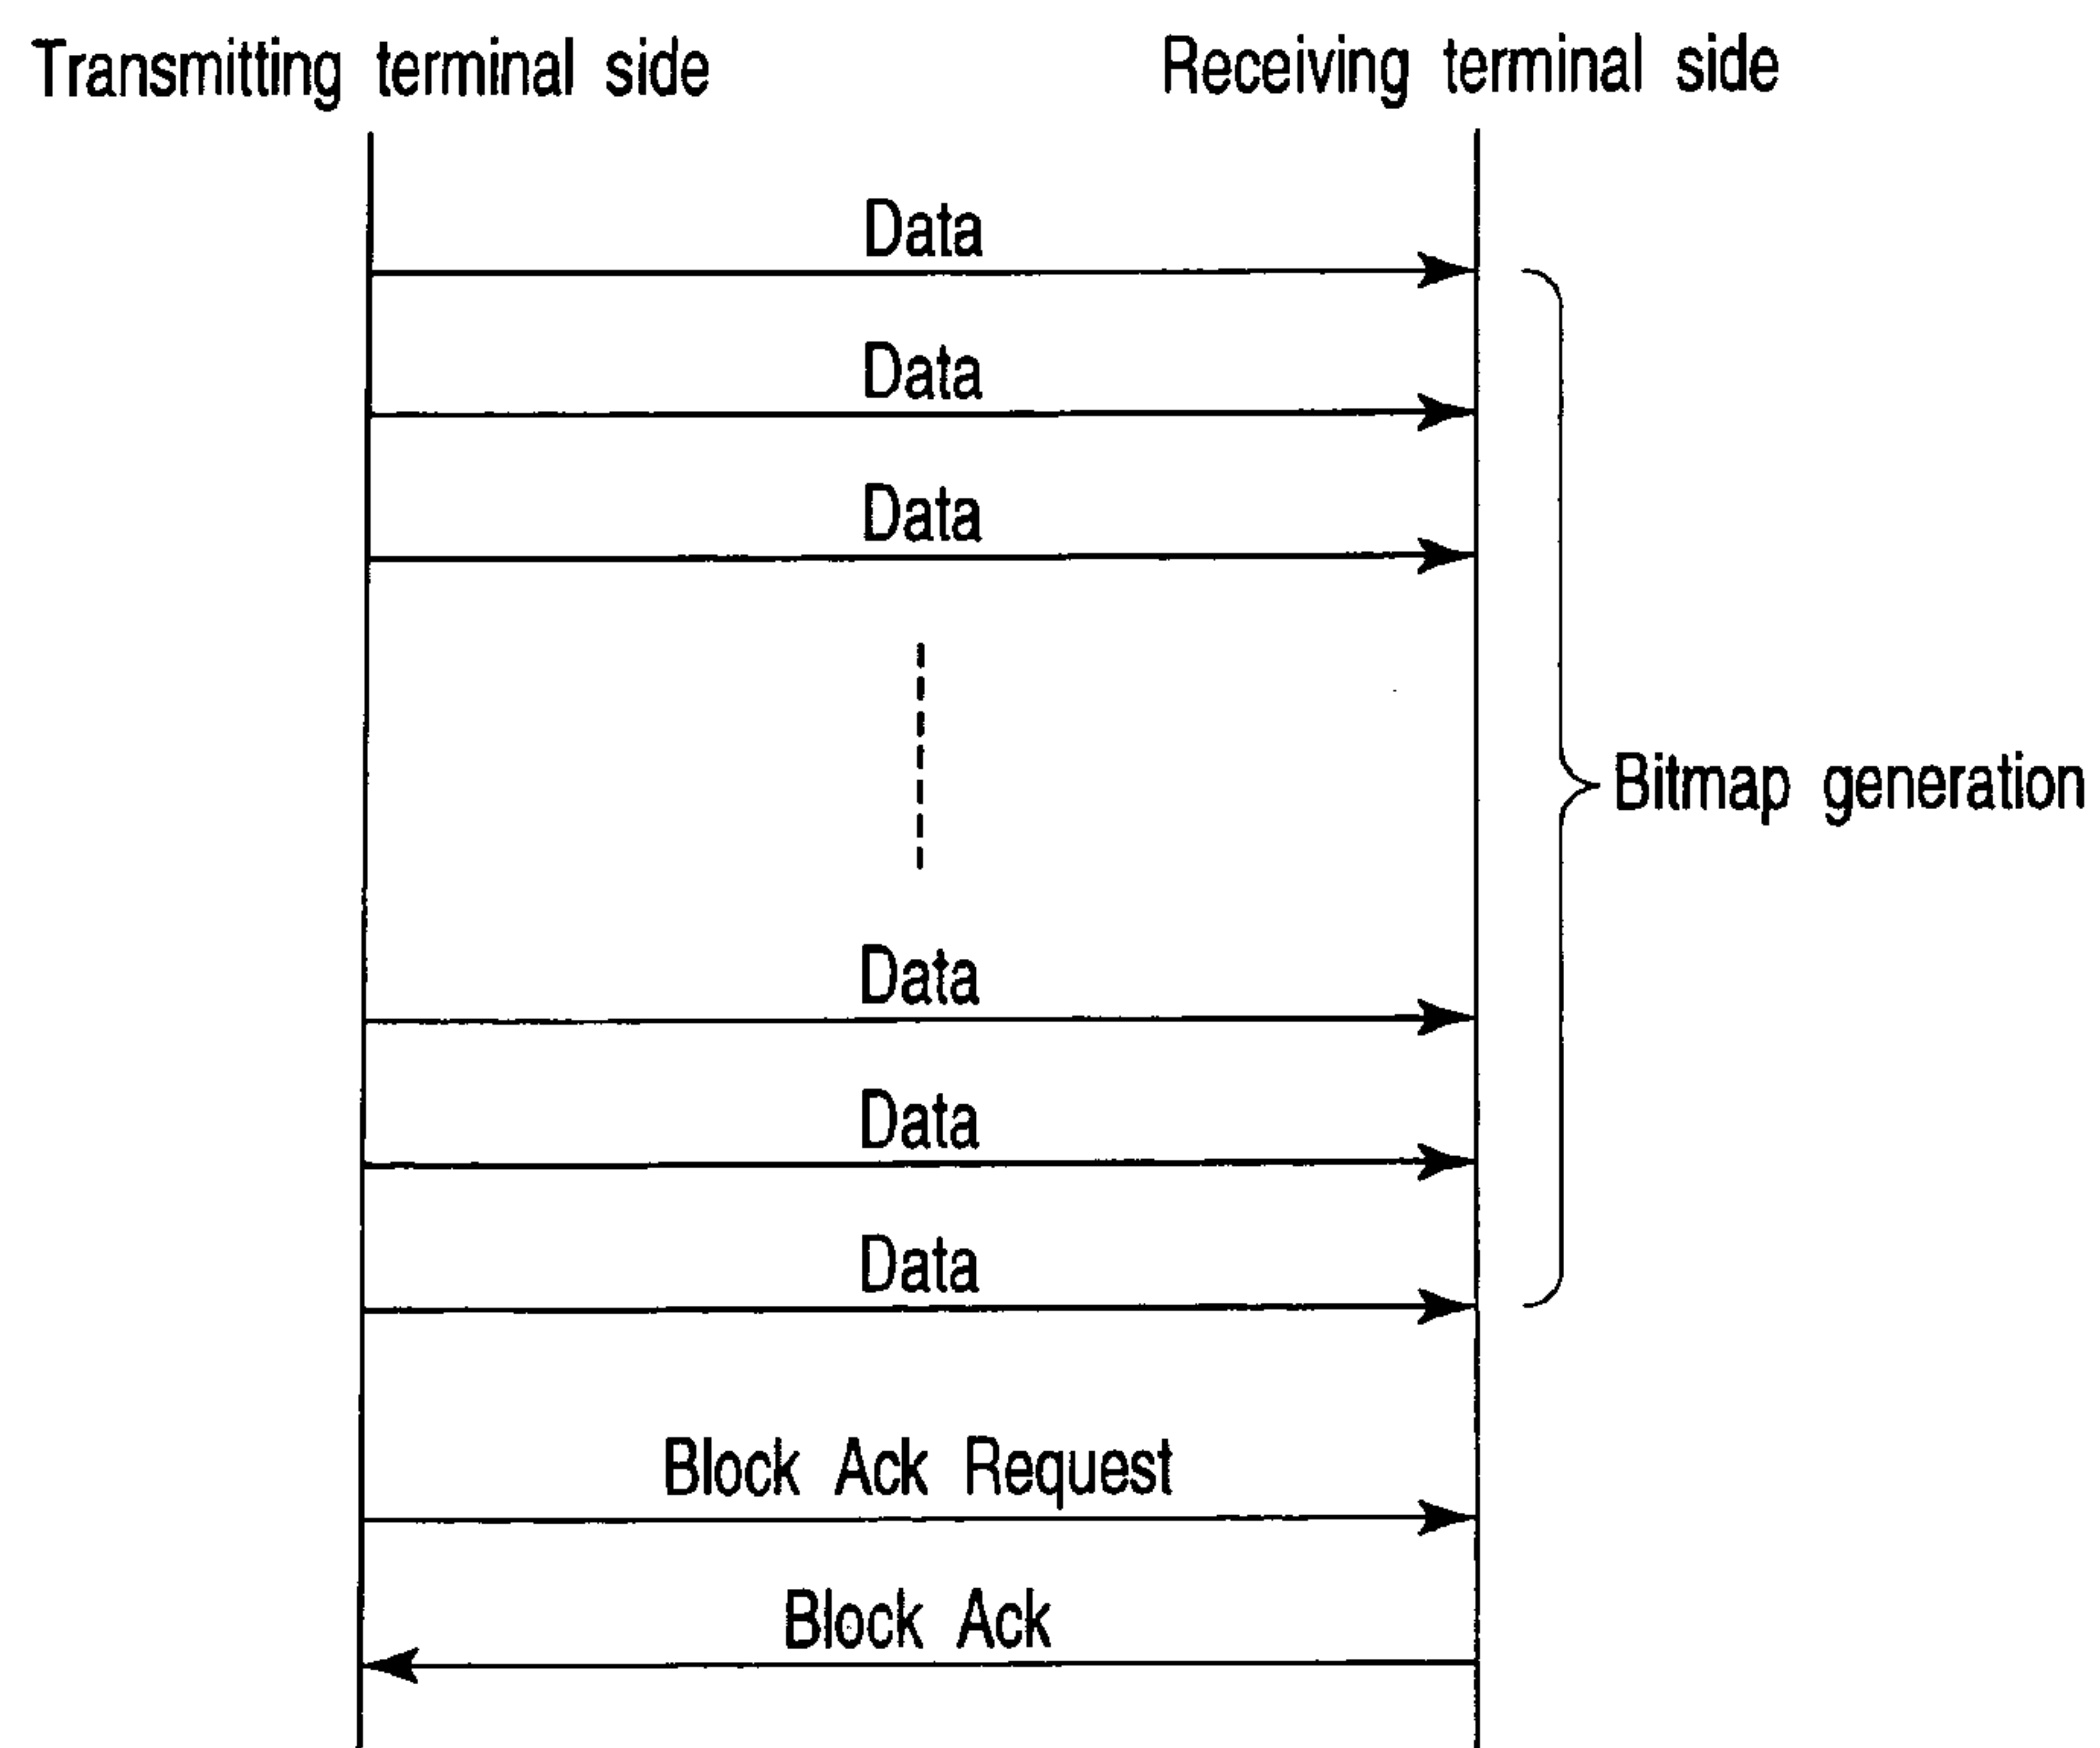 Transmitting terminal side
Receiving terminal side
Data
Data
Data
Bitmap generation
Data
Data
Data
Block Ack Request
Block Ack